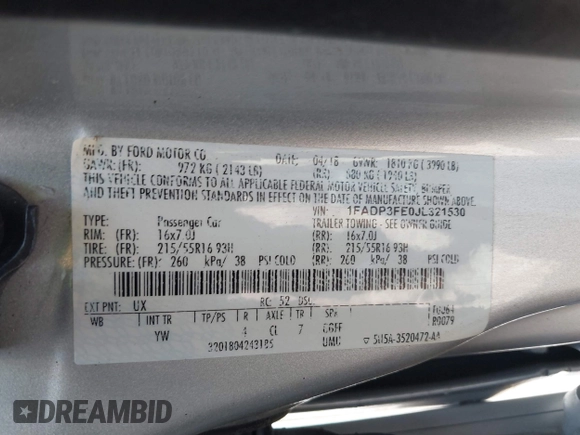 MFG. BY FORD MOTOR CO. DATE: 04/18 GVWR: 1810 KG ( 3990 LB)
GAWR: (FR): 972 KG ( 2143 LB) (RR): 880 KG ( 1940 LB)
THIS VEHICLE CONFORMS TO ALL APPLICABLE FEDERAL MOTOR VEHICLE SAFETY, BUMPER
AND THEFT PREVENTION STANDARDS IN EFFECT ON THE DATE OF MANUFACTURE SHOWN ABOVE.
VIN: 1FADP3FE0JL321530
TYPE: Passenger Car TRAILER TOWING - SEE OWNER GUIDE
RIM: (FR): 16x7.0J (RR): 16x7.0J
TIRE: (FR): 215/55R16 93H (RR): 215/55R16 93H
PRESSURE: (FR): 260 kPa/ 38 PSI COLD (RR): 260 kPa/ 38 PSI COLD
EXT PNT: UX RC: 52 DSO:
WB INT TR TP/PS R AXLE TR SPR
YW 4 CL 7
3201804243185
5U5A-3520472-AA
DREAMBID